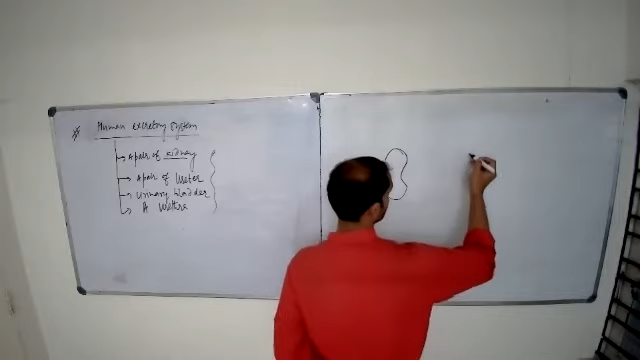 Human excretory System
A pair of kidney
A pair of Ureter
Urinary bladder
A Urethra